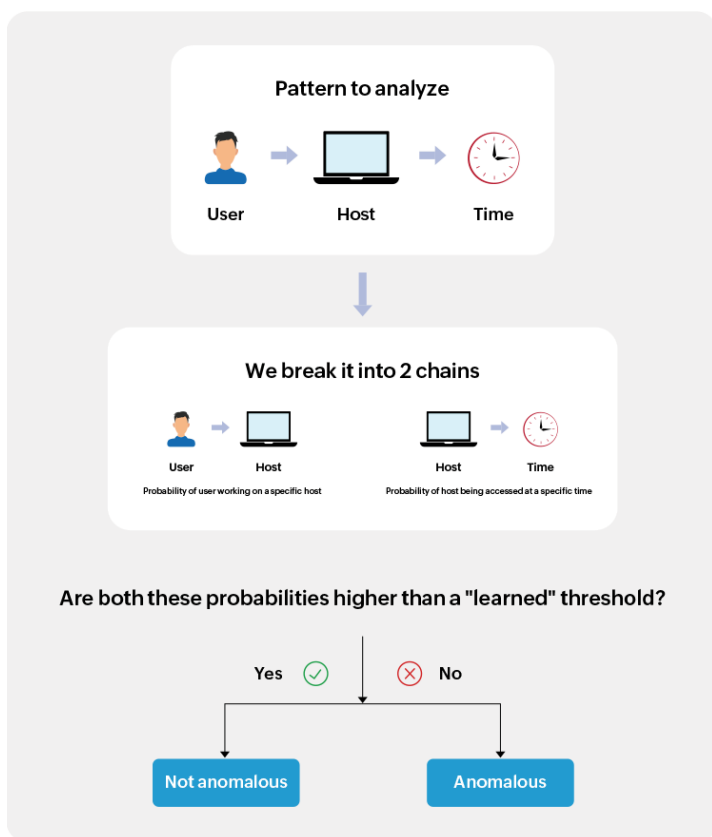 Pattern to analyze
User
Host
Time
We break it into 2 chains
User
Host
Host
Time
Probability of user working on a specific host
Probability of host being accessed at a specific time
Are both these probabilities higher than a "learned" threshold?
Yes
No
Not anomalous
Anomalous